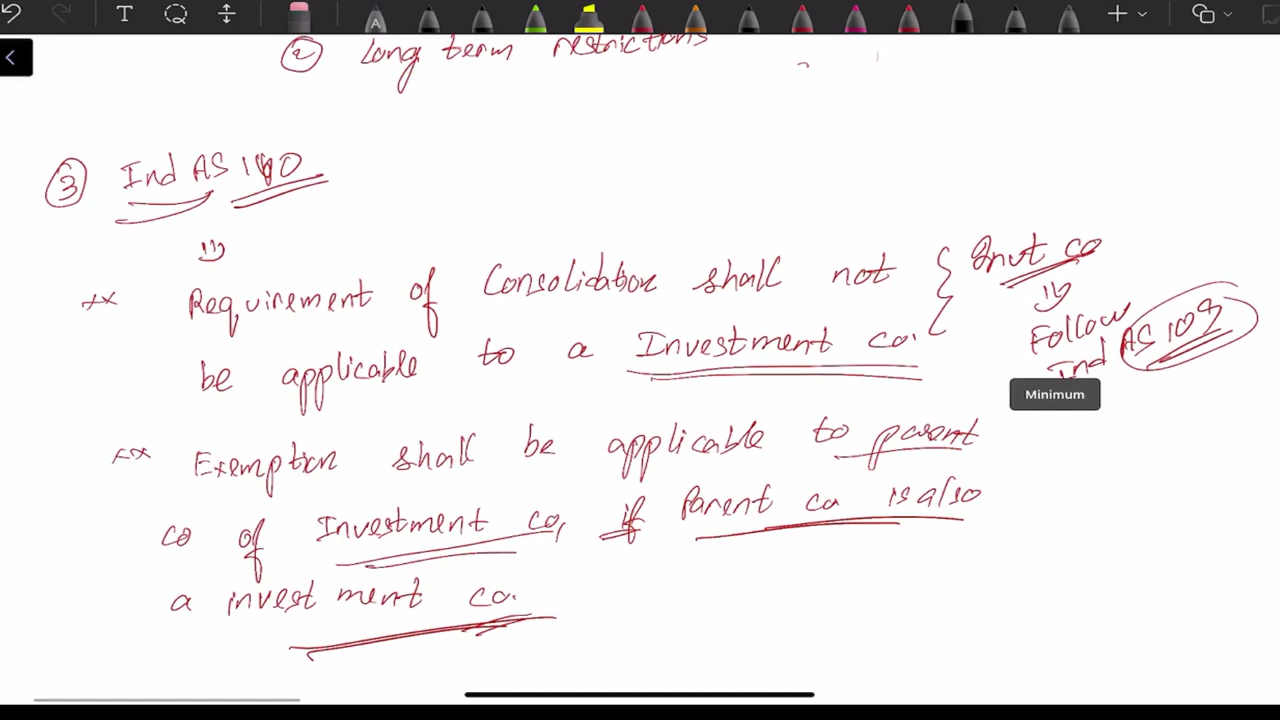 T
A
② Long term restrictions
③ Ind AS 110
** Requirement of Consolidation shall not
be applicable to a Investment co.
Invt co
Follow
Ind AS 109
Minimum
** Exemption shall be applicable to parent
co of Investment co, if Parent co is also
a investment co.